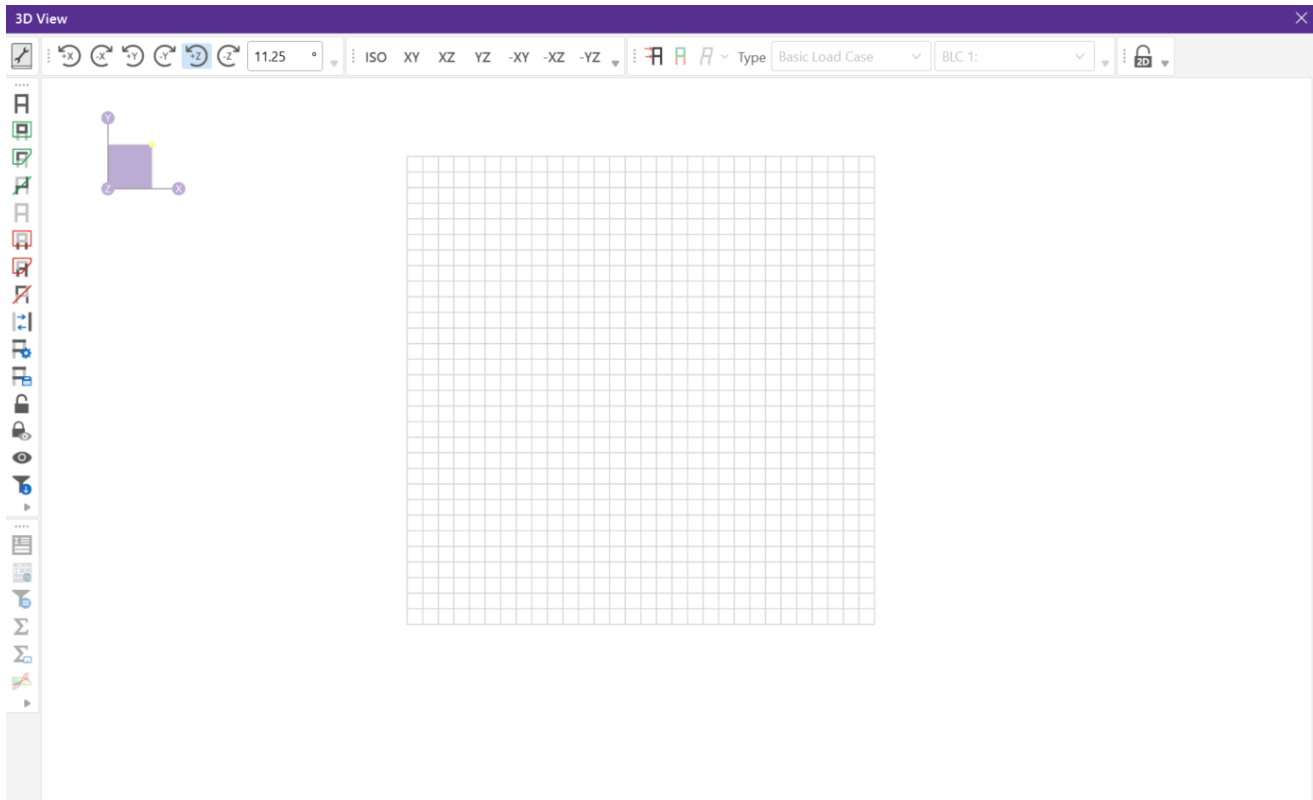 3D View
+X -X +Y -Y +Z -Z 11.25 ° ISO XY XZ YZ -XY -XZ -YZ Type Basic Load Case BLC 1: 2D
Y
Z X